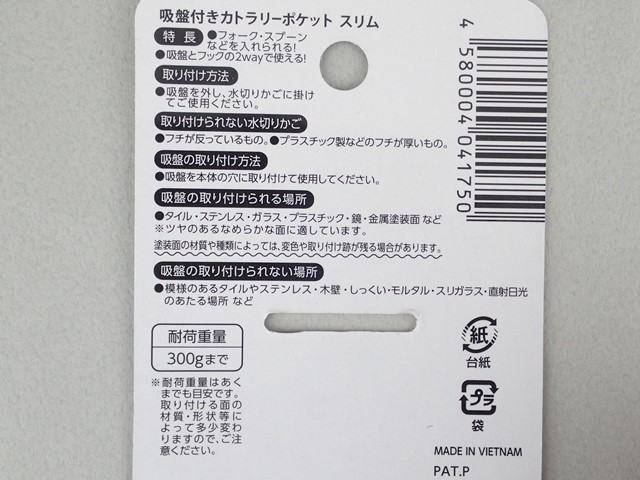 吸盤付きカトラリーポケット スリム
特 長 ●フォーク・スプーン
などを入れられる!
●吸盤とフックの2wayで使える!
取り付け方法
●吸盤を外し、水切りかごに掛け
てご使用ください。
取り付けられない水切りかご
●フチが反っているもの。●プラスチック製などのフチが厚いもの。
吸盤の取り付け方法
●吸盤を本体の穴に取り付けて使用してください。
吸盤の取り付けられる場所
●タイル・ステンレス・ガラス・プラスチック・鏡・金属塗装面 など
※ツヤのあるなめらかな面に適しています。
塗装面の材質や種類によっては、変色や取り付け跡が残る場合があります。
吸盤の取り付けられない場所
●模様のあるタイルやステンレス・木壁・しっくい・モルタル・スリガラス・直射日光
のあたる場所 など
耐荷重量
300gまで
※耐荷重量はあく
までも目安です。
取り付ける面の
材質・形状等に
よって多少変わ
りますので、ご注
意ください。
4 580004 041750
紙
台紙
プラ
袋
MADE IN VIETNAM
PAT.P